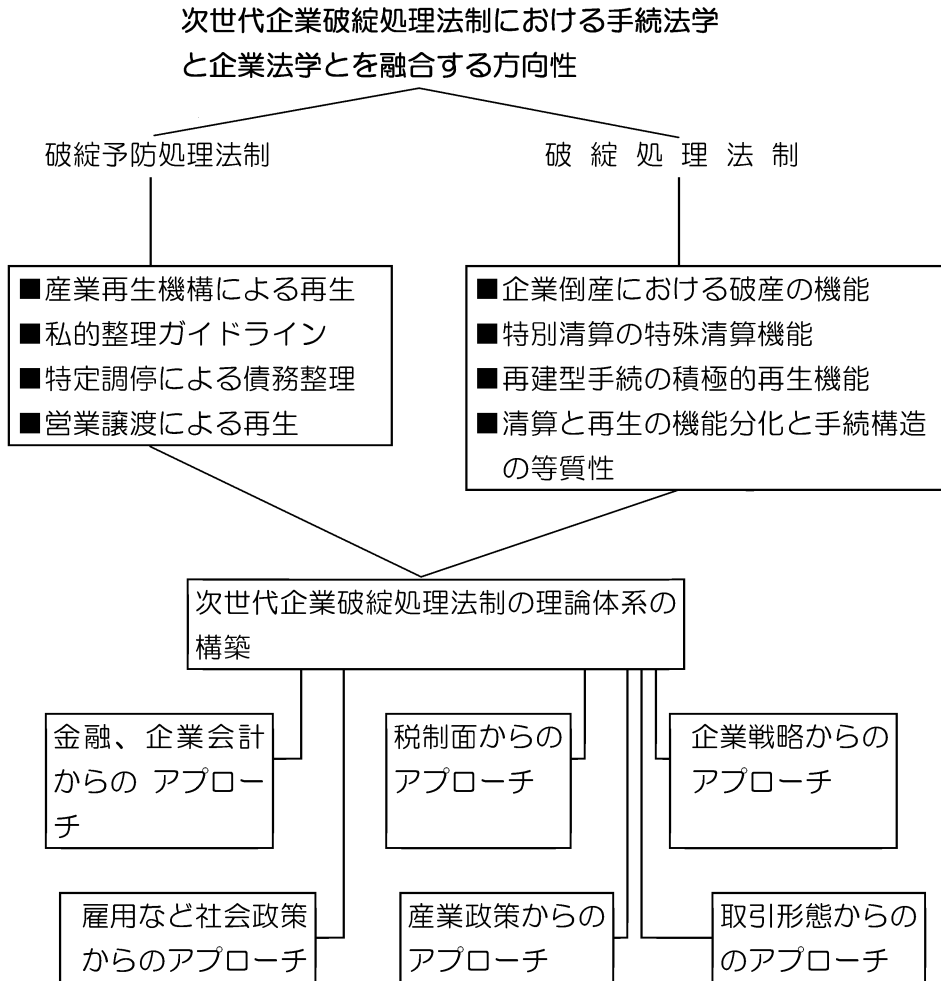 次世代企業破綻処理法制における手続法学
と企業法学とを融合する方向性
破綻予防処理法制
破 綻 処 理 法 制
■産業再生機構による再生
■私的整理ガイドライン
■特定調停による債務整理
■営業譲渡による再生
■企業倒産における破産の機能
■特別清算の特殊清算機能
■再建型手続の積極的再生機能
■清算と再生の機能分化と手続構造
の等質性
次世代企業破綻処理法制の理論体系の
構築
金融、企業会計
からの アプロー
チ
税制面からの
アプローチ
企業戦略からの
アプローチ
雇用など社会政策
からのアプローチ
産業政策からの
アプローチ
取引形態からの
のアプローチ